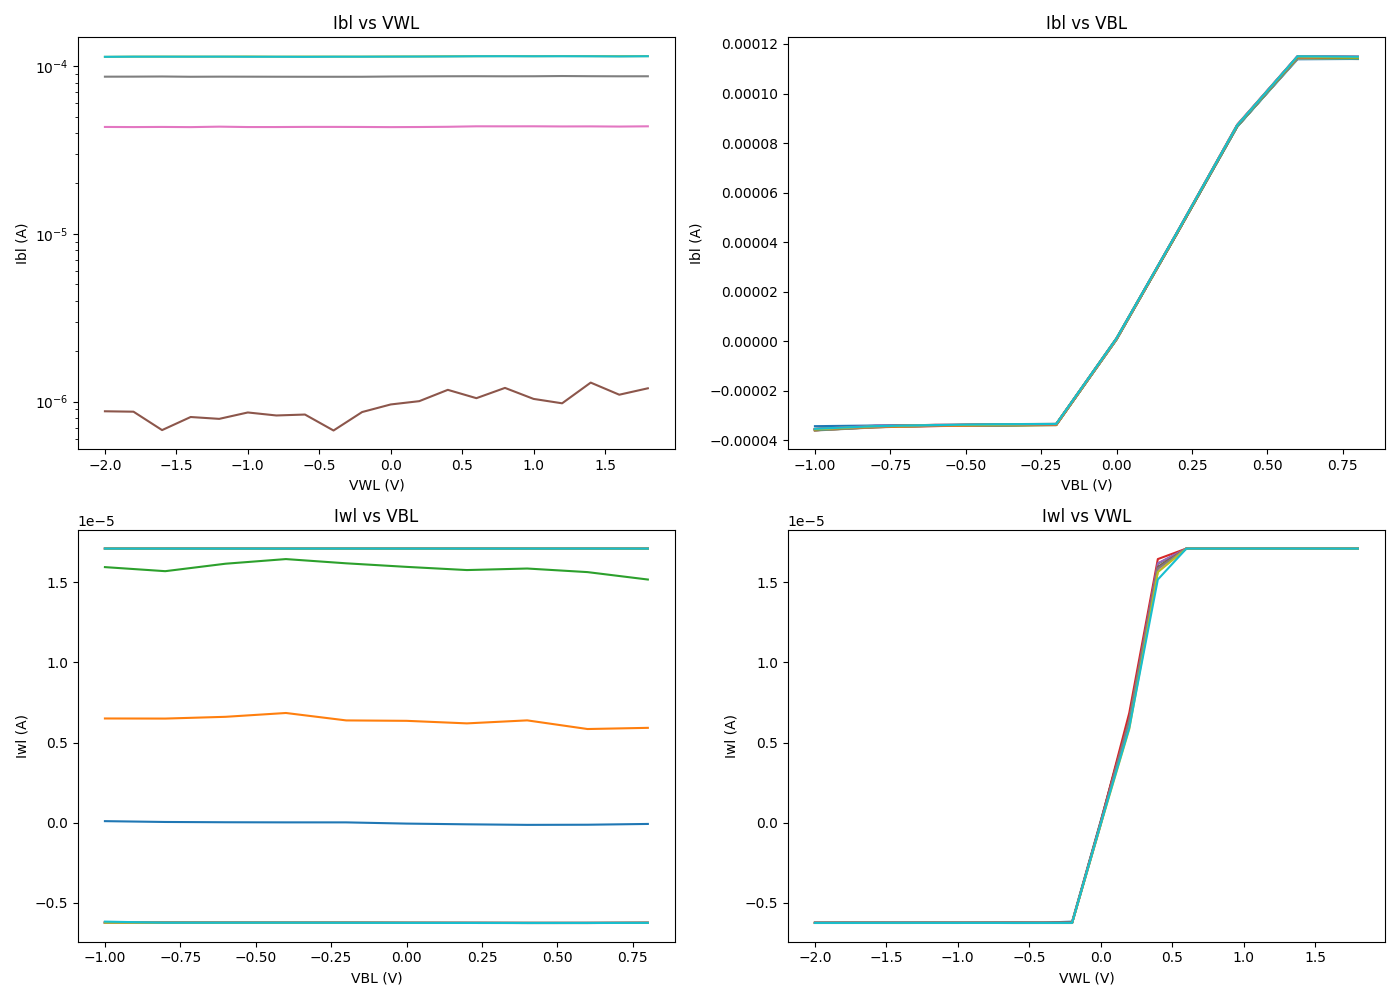 Ibl vs VWL
Ibl (A)
10⁻⁴
10⁻⁵
10⁻⁶
−2.0 −1.5 −1.0 −0.5 0.0 0.5 1.0 1.5
VWL (V)
Ibl vs VBL
Ibl (A)
0.00012
0.00010
0.00008
0.00006
0.00004
0.00002
0.00000
−0.00002
−0.00004
−1.00 −0.75 −0.50 −0.25 0.00 0.25 0.50 0.75
VBL (V)
Iwl vs VBL
1e−5
Iwl (A)
1.5
1.0
0.5
0.0
−0.5
−1.00 −0.75 −0.50 −0.25 0.00 0.25 0.50 0.75
VBL (V)
Iwl vs VWL
1e−5
Iwl (A)
1.5
1.0
0.5
0.0
−0.5
−2.0 −1.5 −1.0 −0.5 0.0 0.5 1.0 1.5
VWL (V)